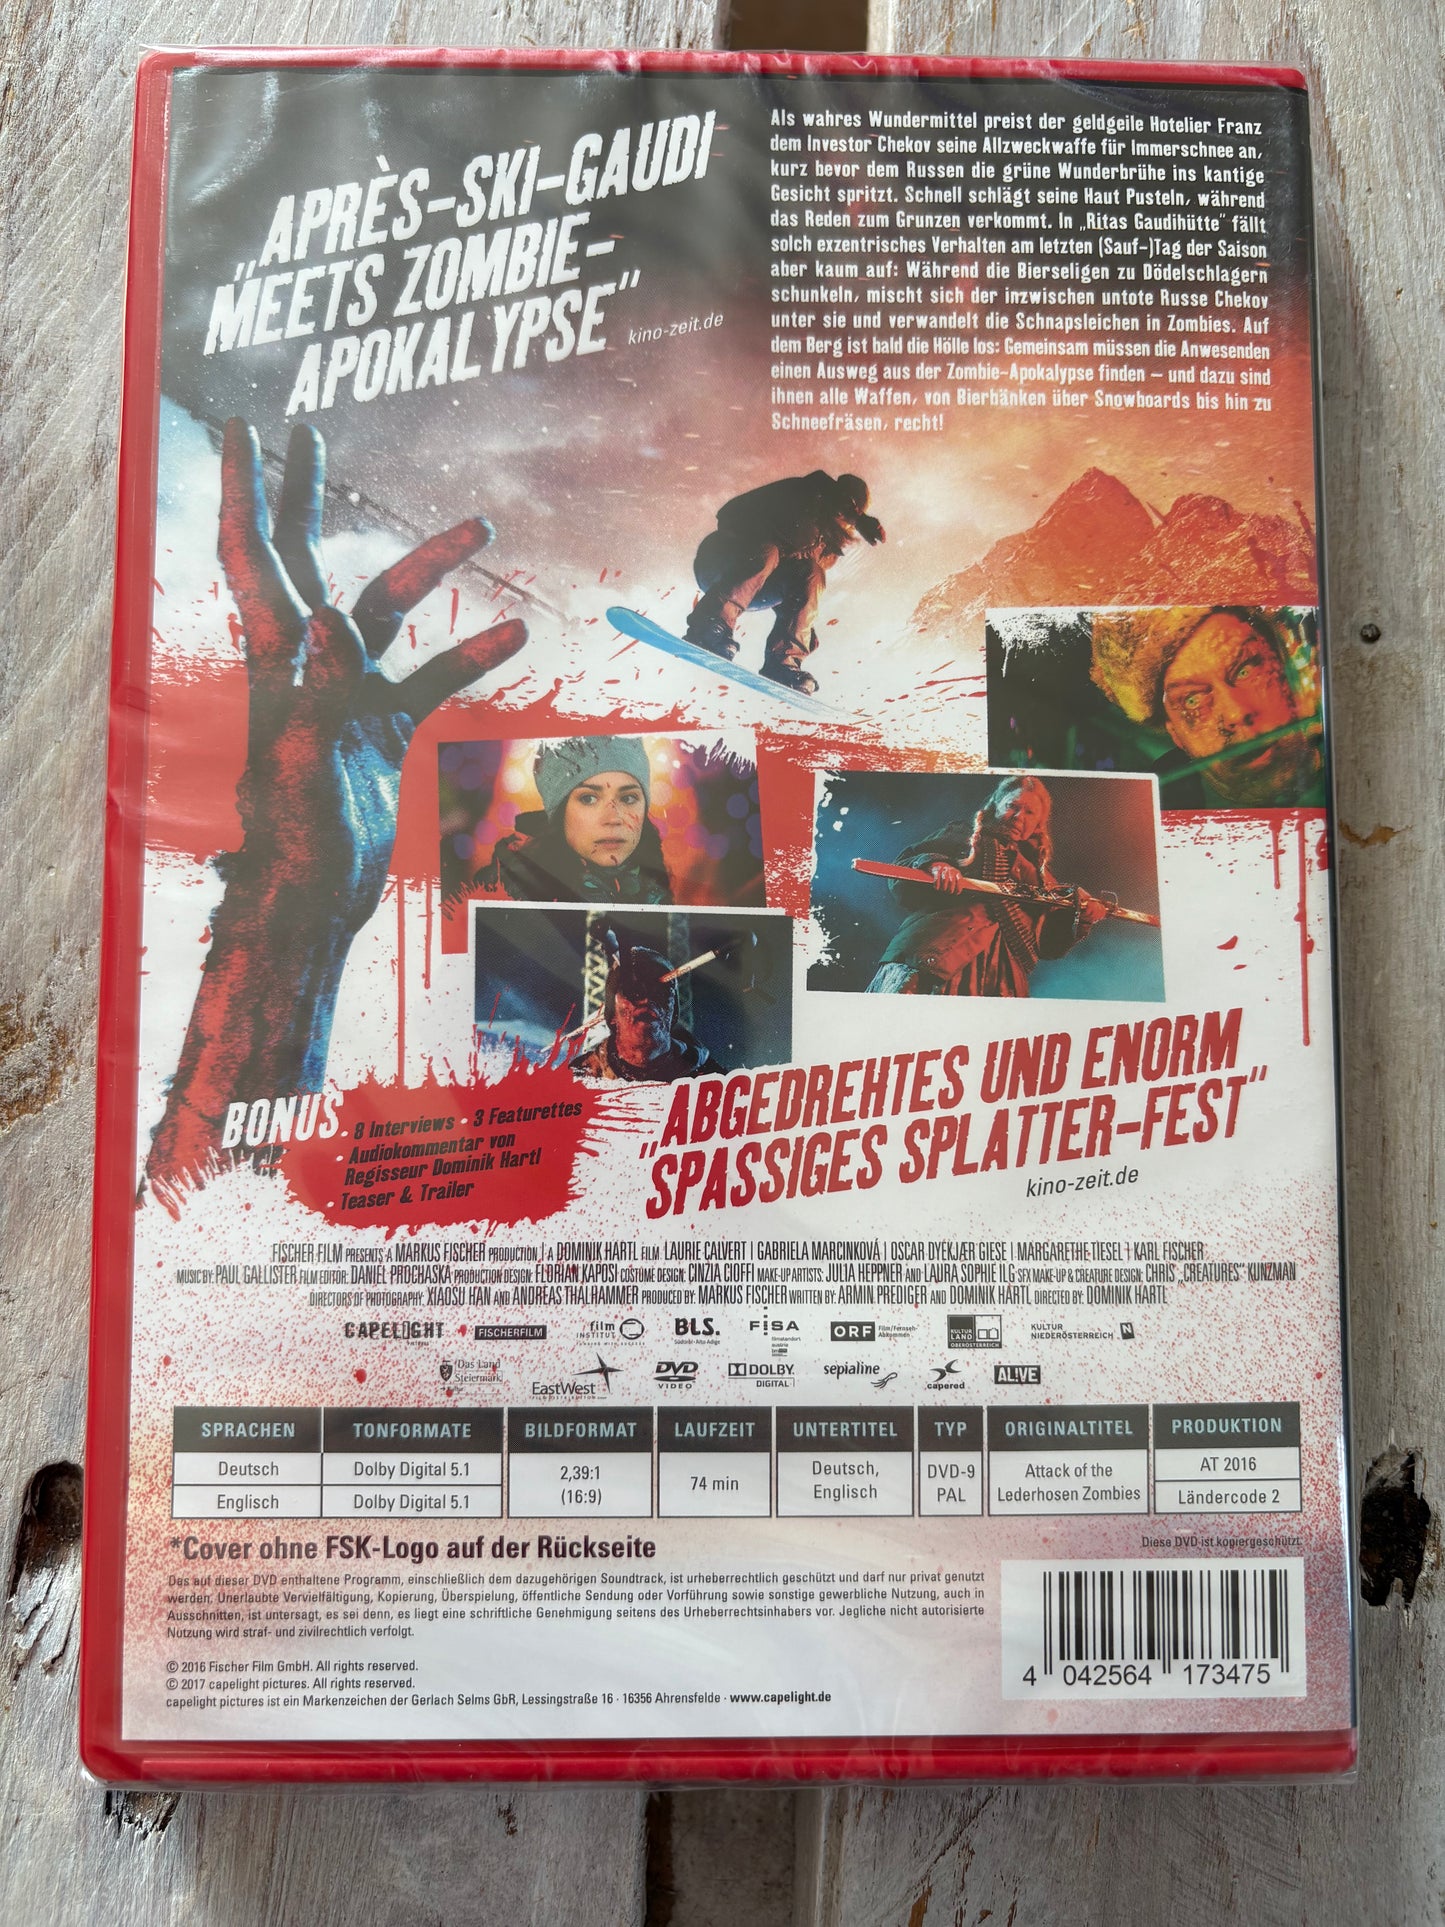 „APRÈS-SKI-GAUDI
MEETS ZOMBIE-
APOKALYPSE“
kino-zeit.de
Als wahres Wundermittel preist der geldgeile Hotelier Franz
dem Investor Chekov seine Allzweckwaffe für Immerschnee an,
kurz bevor dem Russen die grüne Wunderbrühe ins kantige
Gesicht spritzt. Schnell schlägt seine Haut Pusteln, während
das Reden zum Grunzen verkommt. In „Ritas Gaudihütte“ fällt
solch exzentrisches Verhalten am letzten (Sauf-)Tag der Saison
aber kaum auf: Während die Bierseligen zu Dödelschlagern
schunkeln, mischt sich der inzwischen untote Russe Chekov
unter sie und verwandelt die Schnapsleichen in Zombies. Auf
dem Berg ist bald die Hölle los: Gemeinsam müssen die Anwesenden
einen Ausweg aus der Zombie-Apokalypse finden – und dazu sind
ihnen alle Waffen, von Bierbänken über Snowboards bis hin zu
Schneefräsen, recht!
BONUS
• 8 Interviews • 3 Featurettes
• Audiokommentar von
Regisseur Dominik Hartl
• Teaser & Trailer
„ABGEDREHTES UND ENORM
SPASSIGES SPLATTER-FEST“
kino-zeit.de
FISCHER FILM PRESENTS A MARKUS FISCHER PRODUCTION | A DOMINIK HARTL FILM LAURIE CALVERT | GABRIELA MARCINKOVÁ | OSCAR DYEKJÆR GIESE | MARGARETHE TIESEL | KARL FISCHER
MUSIC BY: PAUL GALLISTER FILM EDITOR: DANIEL PROCHASKA PRODUCTION DESIGN: FLORIAN KAPOSI COSTUME DESIGN: CINZIA CIOFFI MAKE-UP ARTISTS: JULIA HEPPNER AND LAURA SOPHIE ILG SFX MAKE-UP & CREATURE DESIGN: CHRIS „CREATURES“ KUNZMAN
DIRECTORS OF PHOTOGRAPHY: XIAOSU HAN AND ANDREAS THALHAMMER PRODUCED BY: MARKUS FISCHER WRITTEN BY: ARMIN PREDIGER AND DOMINIK HARTL DIRECTED BY: DOMINIK HARTL
CAPELIGHT PICTURES FISCHERFILM film INSTITUT BLS. Südtirol·Alto Adige FISA filmstandort austria ORF Film/Fernseh-Abkommen KULTUR LAND OBERÖSTERREICH KULTUR NIEDERÖSTERREICH N
Das Land Steiermark EastWest DVD VIDEO DOLBY DIGITAL sepialine capered ALIVE
SPRACHEN TONFORMATE BILDFORMAT LAUFZEIT UNTERTITEL TYP ORIGINALTITEL PRODUKTION
Deutsch Dolby Digital 5.1 2,39:1 74 min Deutsch, DVD-9 Attack of the AT 2016
Englisch Dolby Digital 5.1 (16:9) Englisch PAL Lederhosen Zombies Ländercode 2
*Cover ohne FSK-Logo auf der Rückseite
Diese DVD ist kopiergeschützt.
Das auf dieser DVD enthaltene Programm, einschließlich dem dazugehörigen Soundtrack, ist urheberrechtlich geschützt und darf nur privat genutzt
werden. Unerlaubte Vervielfältigung, Kopierung, Überspielung, öffentliche Sendung oder Vorführung sowie sonstige gewerbliche Nutzung, auch in
Ausschnitten, ist untersagt, es sei denn, es liegt eine schriftliche Genehmigung seitens des Urheberrechtsinhabers vor. Jegliche nicht autorisierte
Nutzung wird straf- und zivilrechtlich verfolgt.
© 2016 Fischer Film GmbH. All rights reserved.
© 2017 capelight pictures. All rights reserved.
capelight pictures ist ein Markenzeichen der Gerlach Selms GbR, Lessingstraße 16 · 16356 Ahrensfelde · www.capelight.de
4 042564 173475